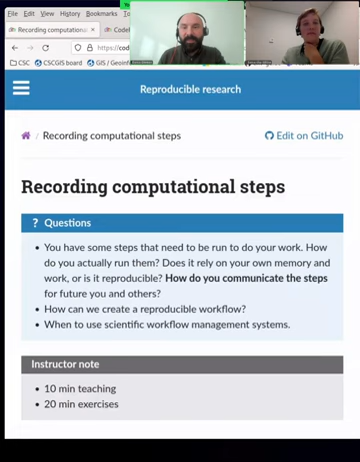 File Edit View History Bookmarks
Recording computationa ×
https://cod
CSC CSCGIS board GIS / Geoinf
Reproducible research
/ Recording computational steps
Edit on GitHub
Recording computational steps
? Questions
• You have some steps that need to be run to do your work. How
do you actually run them? Does it rely on your own memory and
work, or is it reproducible? How do you communicate the steps
for future you and others?
• How can we create a reproducible workflow?
• When to use scientific workflow management systems.
Instructor note
• 10 min teaching
• 20 min exercises